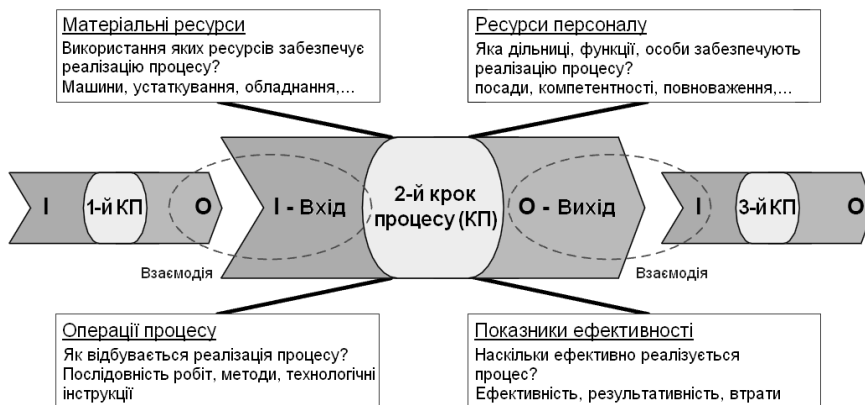 Матеріальні ресурси
Використання яких ресурсів забезпечує
реалізацію процесу?
Машини, устаткування, обладнання,...
Ресурси персоналу
Яка дільниці, функції, особи забезпечують
реалізацію процесу?
посади, компетентності, повноваження,...
I
1-й КП
O
I - Вхід
2-й крок
процесу (КП)
O - Вихід
I
3-й КП
O
Взаємодія
Взаємодія
Операції процесу
Як відбувається реалізація процесу?
Послідовність робіт, методи, технологічні
інструкції
Показники ефективності
Наскільки ефективно реалізується
процес?
Ефективність, результативність, втрати